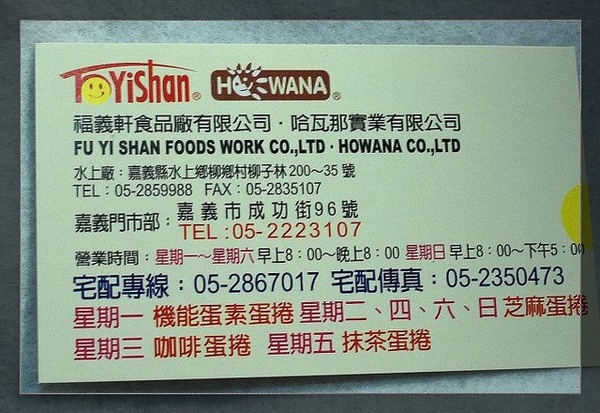 YiShan® HOWANA®
福義軒食品廠有限公司·哈瓦那實業有限公司
FU YI SHAN FOODS WORK CO.,LTD·HOWANA CO.,LTD
水上廠：嘉義縣水上鄉柳鄉村柳子林200～35號
TEL：05-2859988 FAX：05-2835107
嘉義門市部：嘉義市成功街96號
TEL:05-2223107
營業時間：星期一～星期六 早上8：00～晚上8：00 星期日 早上8：00～下午5：00
宅配專線：05-2867017 宅配傳真：05-2350473
星期一 機能蛋素蛋捲 星期二、四、六、日 芝麻蛋捲
星期三 咖啡蛋捲 星期五 抹茶蛋捲